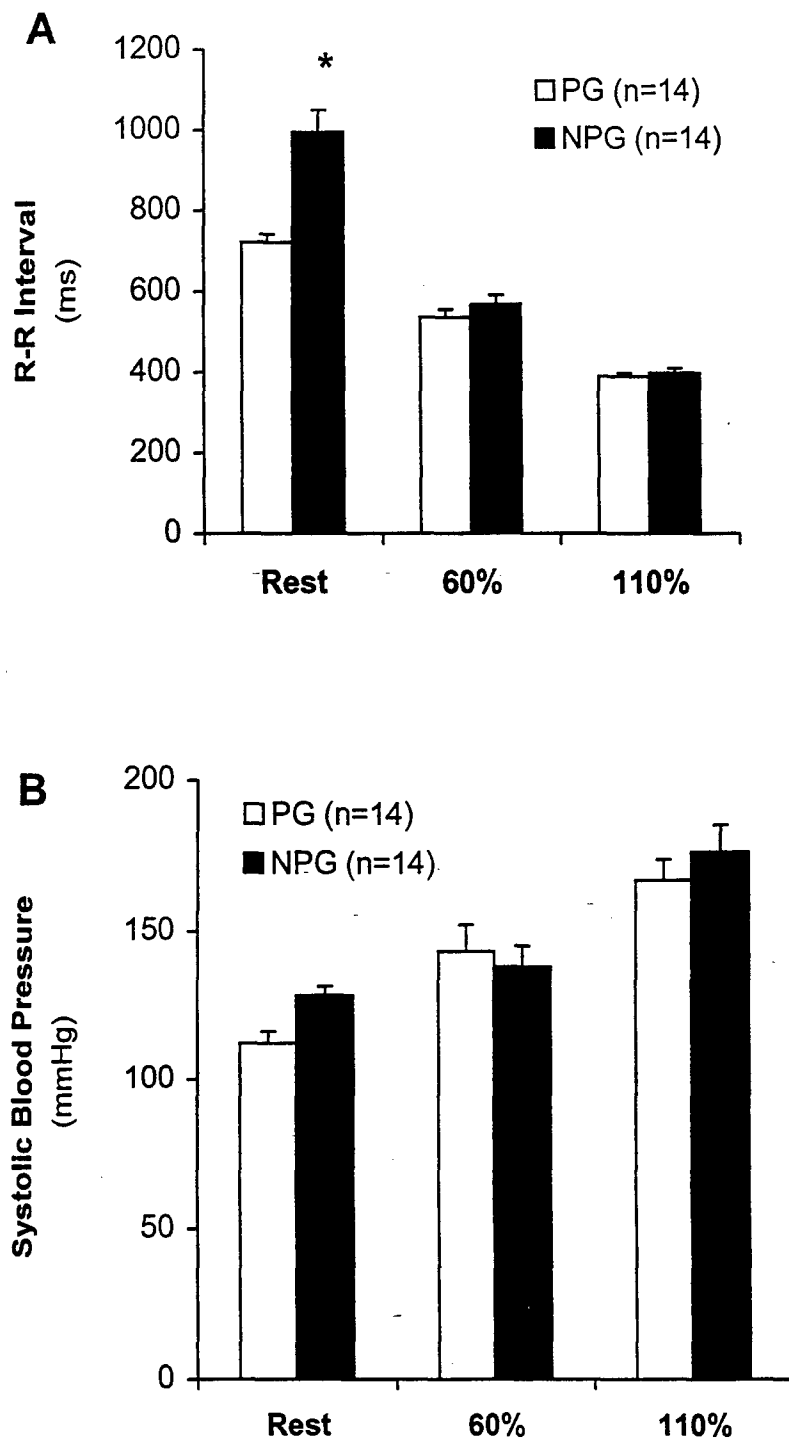 A
*
PG (n=14)
NPG (n=14)
R-R Interval
(ms)
1200
1000
800
600
400
200
0
Rest
60%
110%
B
PG (n=14)
NPG (n=14)
Systolic Blood Pressure
(mmHg)
200
150
100
50
0
Rest
60%
110%